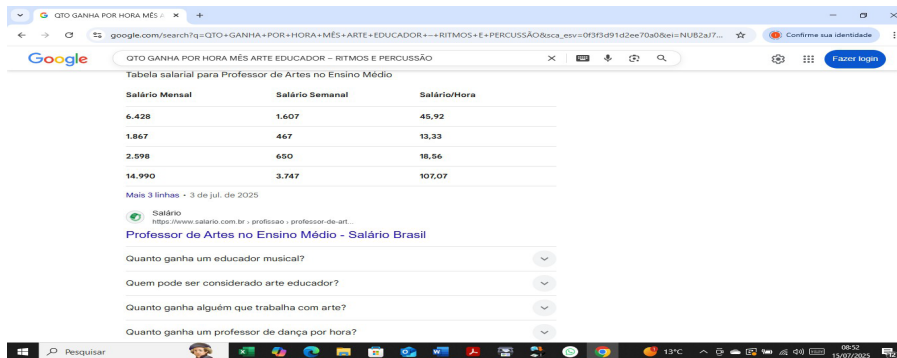 QTO GANHA POR HORA MÊS A
google.com/search?q=QTO+GANHA+POR+HORA+MÊS+ARTE+EDUCADOR+–+RITMOS+E+PERCUSSÃO&sca_esv=0f3f3d91d2ee70a0&ei=NUB2aJ7...
Confirme sua identidade
Google
QTO GANHA POR HORA MÊS ARTE EDUCADOR – RITMOS E PERCUSSÃO
Fazer login
Tabela salarial para Professor de Artes no Ensino Médio
Salário Mensal Salário Semanal Salário/Hora
6.428 1.607 45,92
1.867 467 13,33
2.598 650 18,56
14.990 3.747 107,07
Mais 3 linhas • 3 de jul. de 2025
Salário
https://www.salario.com.br › profissao › professor-de-art...
Professor de Artes no Ensino Médio - Salário Brasil
Quanto ganha um educador musical?
Quem pode ser considerado arte educador?
Quanto ganha alguém que trabalha com arte?
Quanto ganha um professor de dança por hora?
Pesquisar
13°C
08:52
15/07/2025